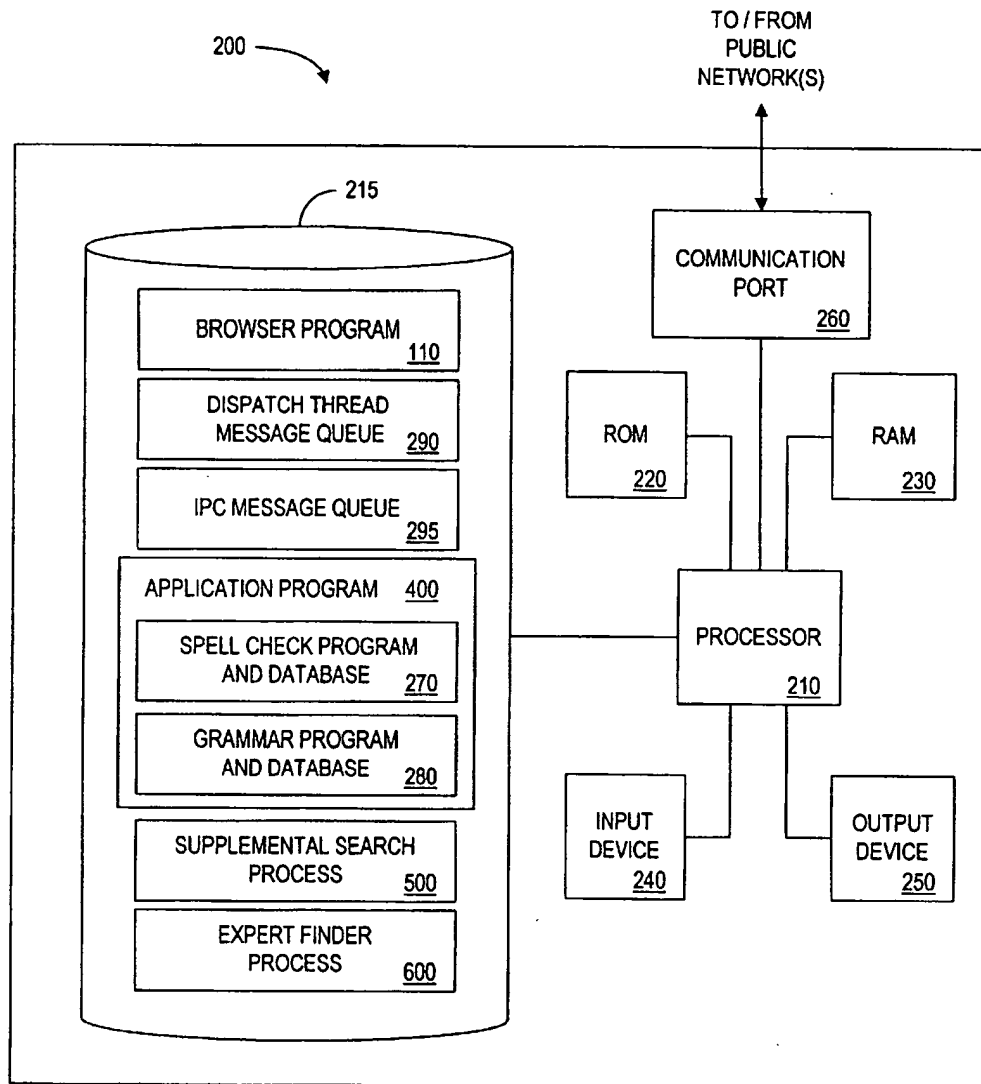 200
TO / FROM
PUBLIC
NETWORK(S)
215
BROWSER PROGRAM
110
DISPATCH THREAD
MESSAGE QUEUE
290
IPC MESSAGE QUEUE
295
APPLICATION PROGRAM 400
SPELL CHECK PROGRAM
AND DATABASE
270
GRAMMAR PROGRAM
AND DATABASE
280
SUPPLEMENTAL SEARCH
PROCESS
500
EXPERT FINDER
PROCESS
600
COMMUNICATION
PORT
260
ROM
220
RAM
230
PROCESSOR
210
INPUT
DEVICE
240
OUTPUT
DEVICE
250